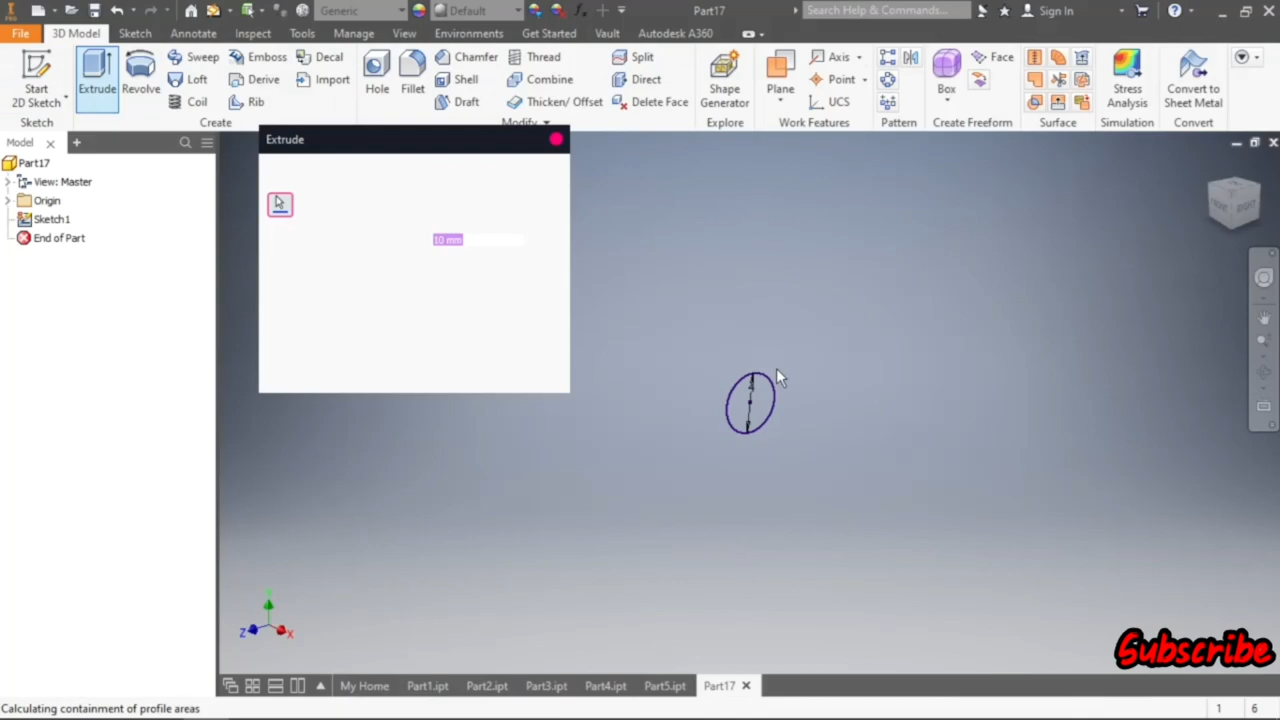 PRO
Generic
Default
Part17
Search Help & Commands...
Sign In
File
3D Model
Sketch
Annotate
Inspect
Tools
Manage
View
Environments
Get Started
Vault
Autodesk A360
Start
2D Sketch
Extrude
Revolve
Sweep
Loft
Coil
Emboss
Derive
Rib
Decal
Import
Hole
Fillet
Chamfer
Shell
Draft
Thread
Combine
Thicken/ Offset
Split
Direct
Delete Face
Shape
Generator
Plane
Axis
Point
UCS
Box
Face
Stress
Analysis
Convert to
Sheet Metal
Sketch
Create
Modify
Explore
Work Features
Pattern
Create Freeform
Surface
Simulation
Convert
Model
Part17
View: Master
Origin
Sketch1
End of Part
Extrude
10 mm
FRONT
RIGHT
Y
Z
X
Subscribe
My Home
Part1.ipt
Part2.ipt
Part3.ipt
Part4.ipt
Part5.ipt
Part17
Calculating containment of profile areas
1
6